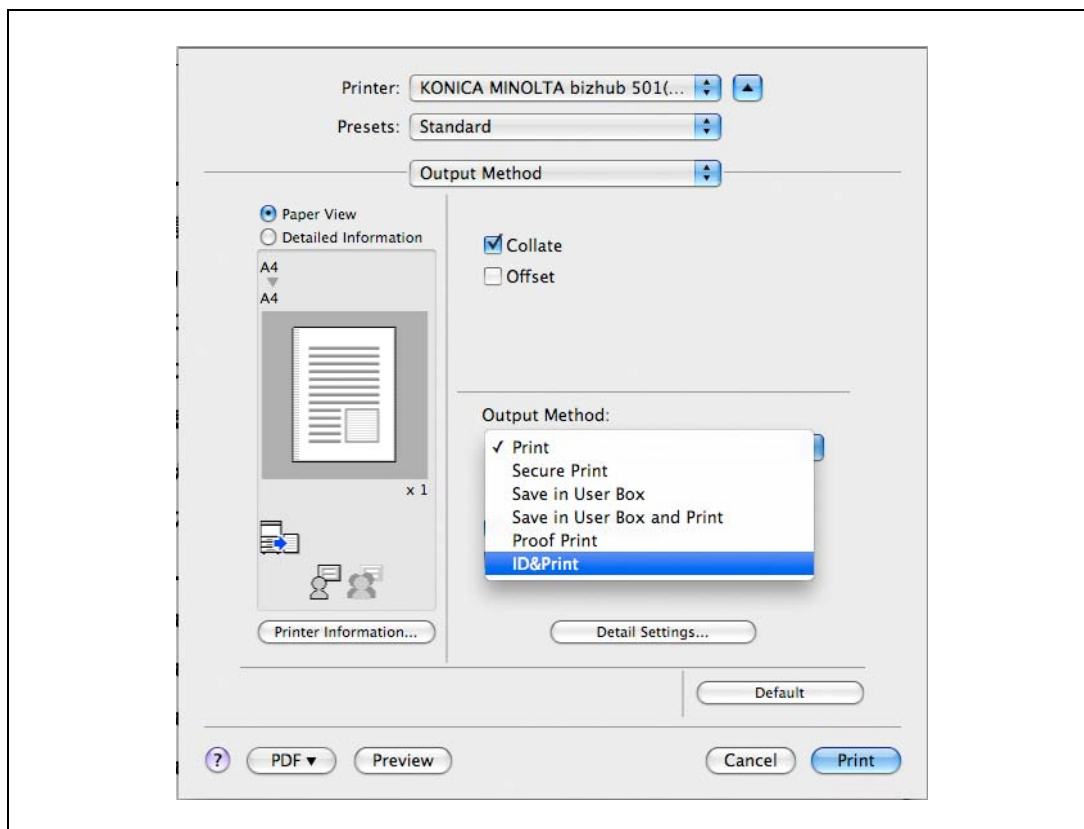 Printer: KONICA MINOLTA bizhub 501(...
Presets: Standard
Output Method
Paper View
Detailed Information
A4
A4
x 1
Printer Information...
Collate
Offset
Output Method:
✓ Print
Secure Print
Save in User Box
Save in User Box and Print
Proof Print
ID&Print
Detail Settings...
Default
? PDF ▼ Preview Cancel Print